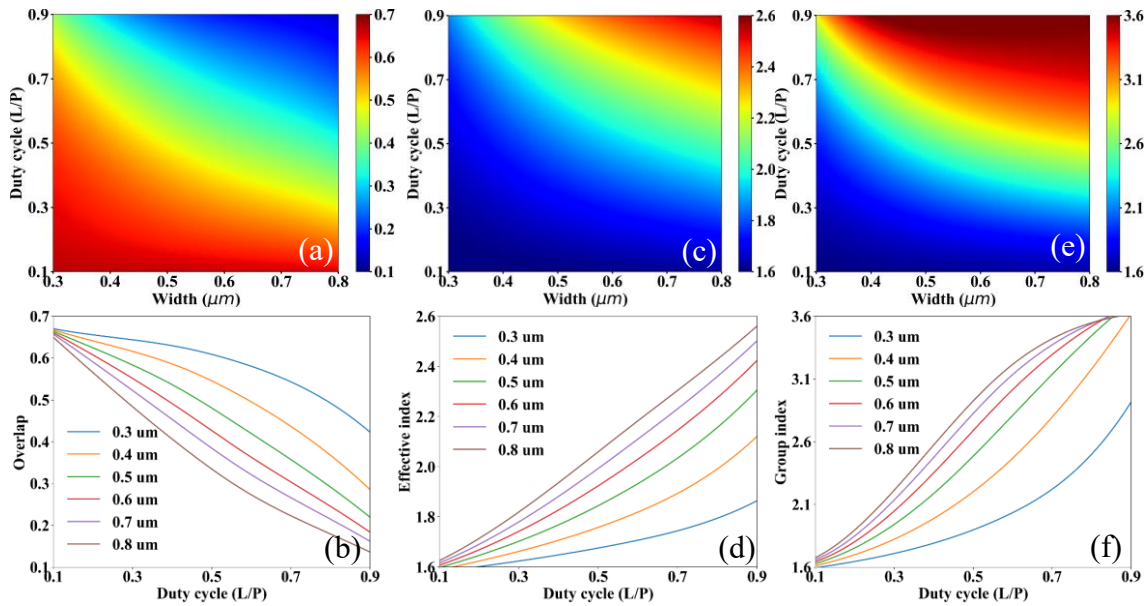 0.9
0.7
0.5
0.3
0.1
Duty cycle (L/P)
0.3 0.4 0.5 0.6 0.7 0.8
Width (μm)
(a)
0.7
0.6
0.5
0.4
0.3
0.2
0.1
0.9
0.7
0.5
0.3
0.1
Duty cycle (L/P)
0.3 0.4 0.5 0.6 0.7 0.8
Width (μm)
(c)
2.6
2.4
2.2
2.0
1.8
1.6
0.9
0.7
0.5
0.3
0.1
Duty cycle (L/P)
0.3 0.4 0.5 0.6 0.7 0.8
Width (μm)
(e)
3.6
3.1
2.6
2.1
1.6
0.7
0.6
0.5
0.4
0.3
0.2
0.1
Overlap
0.3 um
0.4 um
0.5 um
0.6 um
0.7 um
0.8 um
(b)
0.1 0.3 0.5 0.7 0.9
Duty cycle (L/P)
2.6
2.4
2.2
2.0
1.8
1.6
Effective index
0.3 um
0.4 um
0.5 um
0.6 um
0.7 um
0.8 um
(d)
0.1 0.3 0.5 0.7 0.9
Duty cycle (L/P)
3.6
3.1
2.6
2.1
1.6
Group index
0.3 um
0.4 um
0.5 um
0.6 um
0.7 um
0.8 um
(f)
0.1 0.3 0.5 0.7 0.9
Duty cycle (L/P)